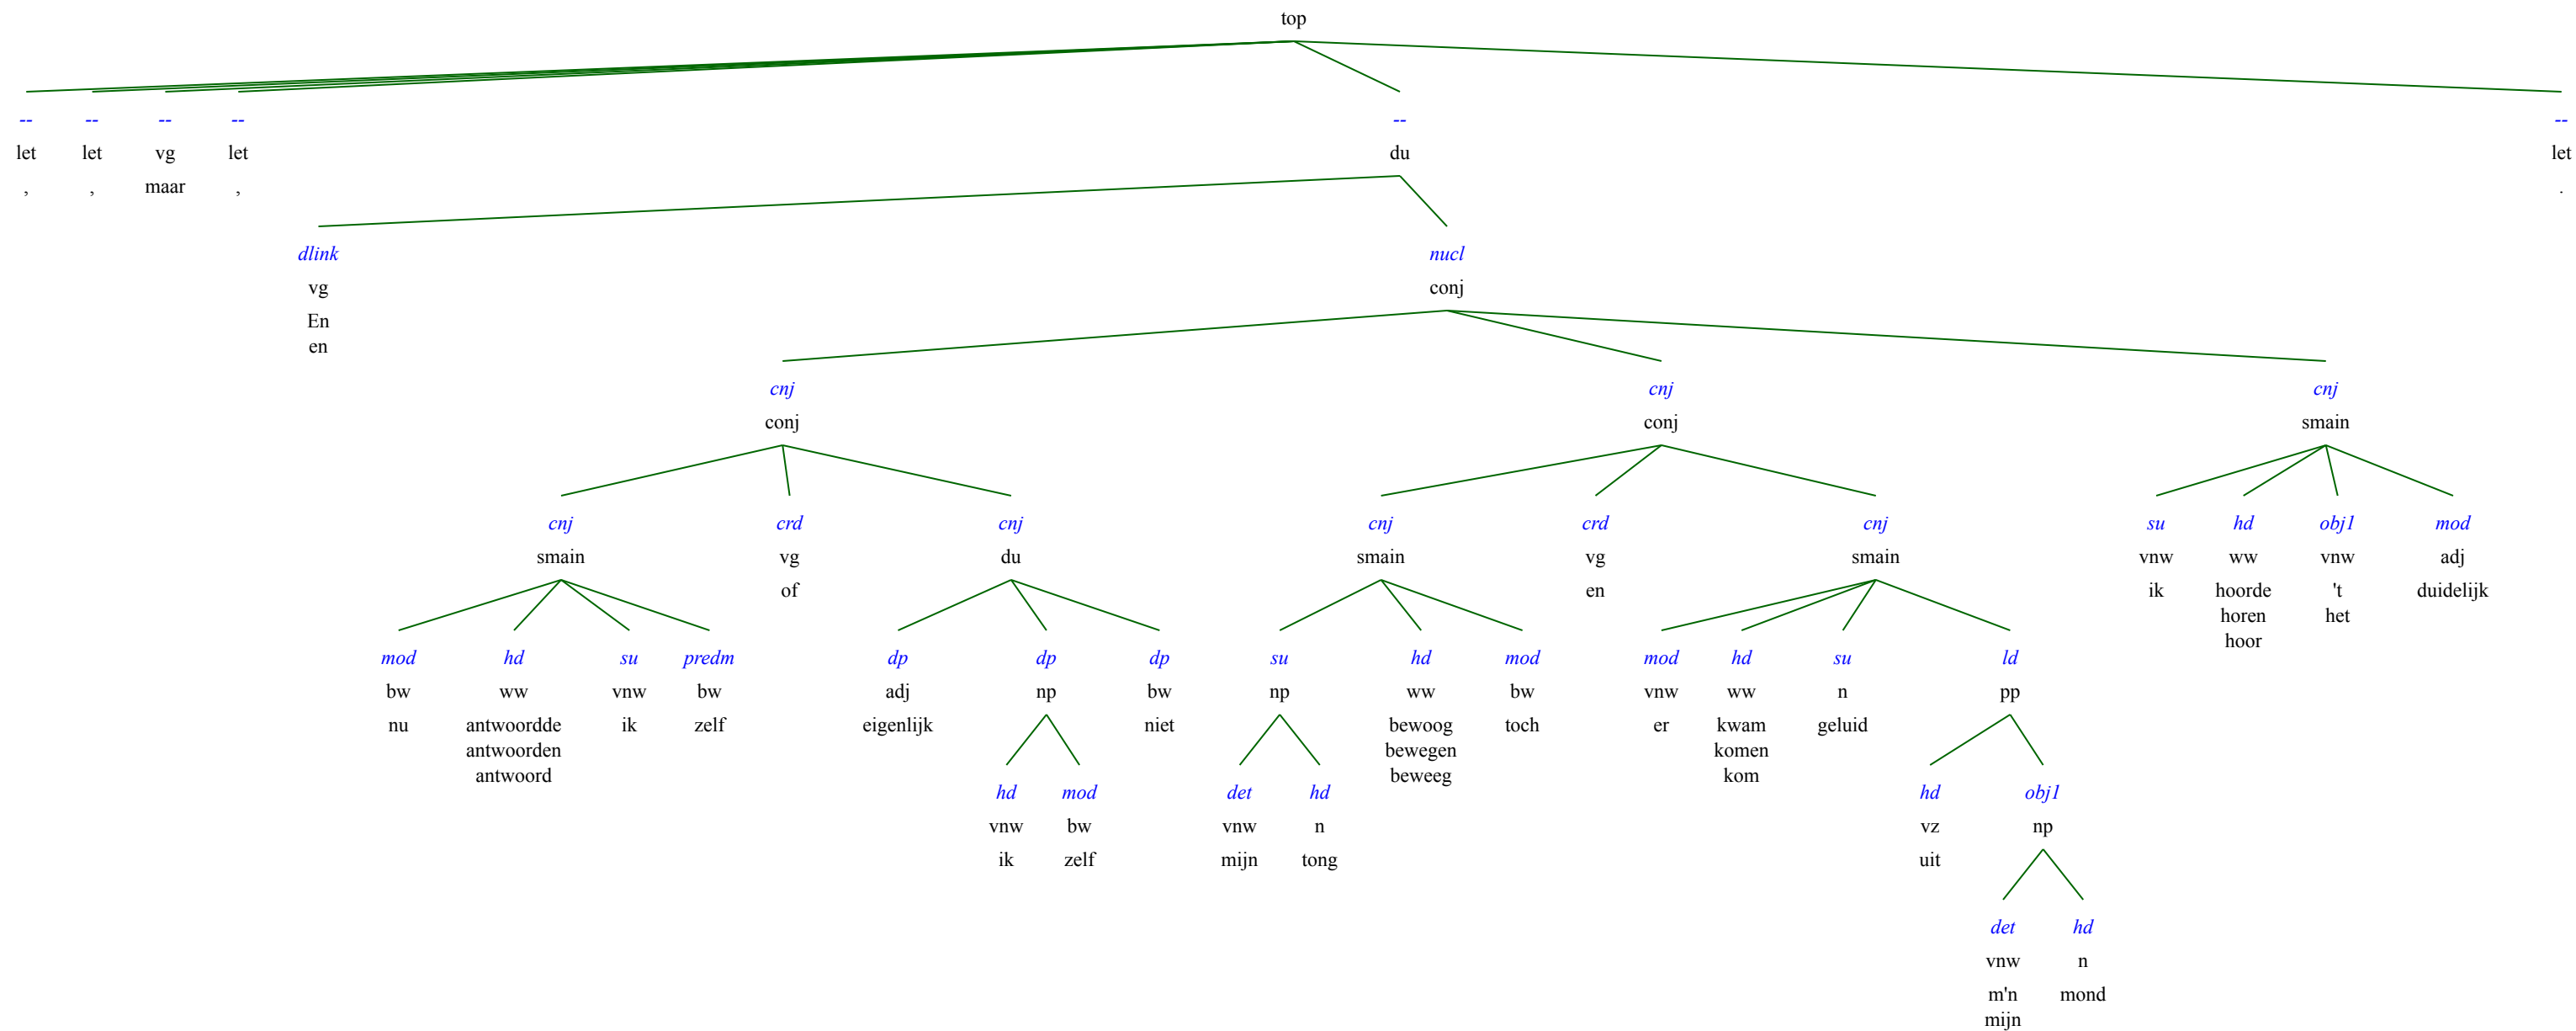 top
-- -- -- -- -- --
let let vg let du let
, , maar , .
dlink nucl
vg conj
En
en
cnj cnj cnj
conj conj smain
cnj crd cnj cnj crd cnj su hd obj1 mod
smain vg du smain vg smain vnw ww vnw adj
of en ik hoorde 't duidelijk
horen het
hoor
mod hd su predm dp dp dp su hd mod mod hd su ld
bw ww vnw bw adj np bw np ww bw vnw ww n pp
nu antwoordde ik zelf eigenlijk niet bewoog toch er kwam geluid
antwoorden bewegen komen
antwoord beweeg kom
hd mod det hd hd obj1
vnw bw vnw n vz np
ik zelf mijn tong uit
det hd
vnw n
m'n mond
mijn